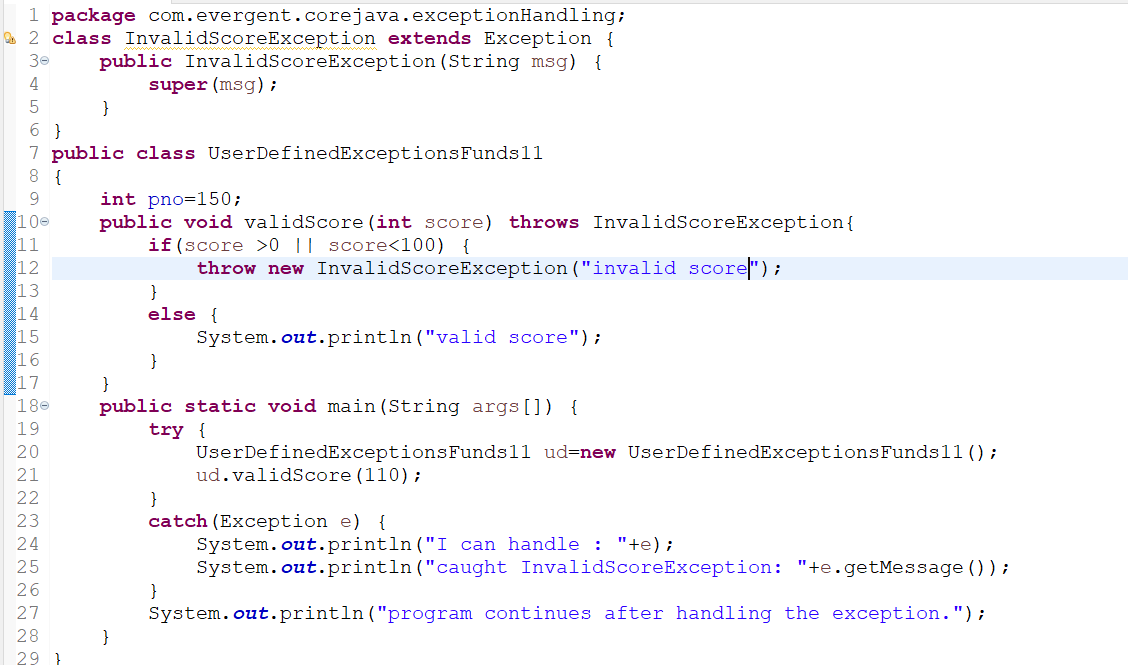 1 package com.evergent.corejava.exceptionHandling;
2 class InvalidScoreException extends Exception {
3 public InvalidScoreException(String msg) {
4 super(msg);
5 }
6 }
7 public class UserDefinedExceptionsFunds11
8 {
9 int pno=150;
10 public void validScore(int score) throws InvalidScoreException{
11 if(score >0 || score<100) {
12 throw new InvalidScoreException("invalid score");
13 }
14 else {
15 System.out.println("valid score");
16 }
17 }
18 public static void main(String args[]) {
19 try {
20 UserDefinedExceptionsFunds11 ud=new UserDefinedExceptionsFunds11();
21 ud.validScore(110);
22 }
23 catch(Exception e) {
24 System.out.println("I can handle : "+e);
25 System.out.println("caught InvalidScoreException: "+e.getMessage());
26 }
27 System.out.println("program continues after handling the exception.");
28 }
29 }